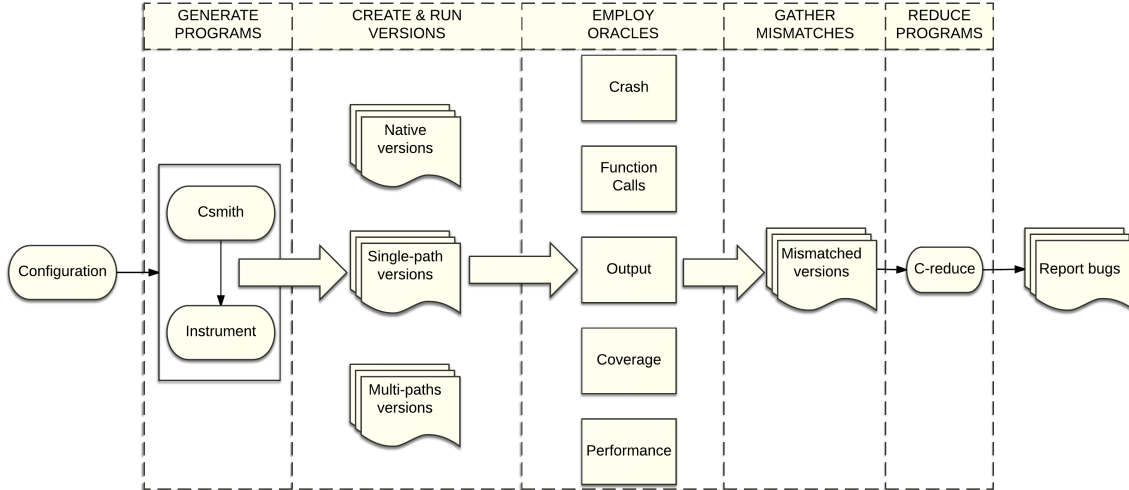 GENERATE
PROGRAMS
CREATE & RUN
VERSIONS
EMPLOY
ORACLES
GATHER
MISMATCHES
REDUCE
PROGRAMS
Configuration
Csmith
Instrument
Native
versions
Single-path
versions
Multi-paths
versions
Crash
Function
Calls
Output
Coverage
Performance
Mismatched
versions
C-reduce
Report bugs